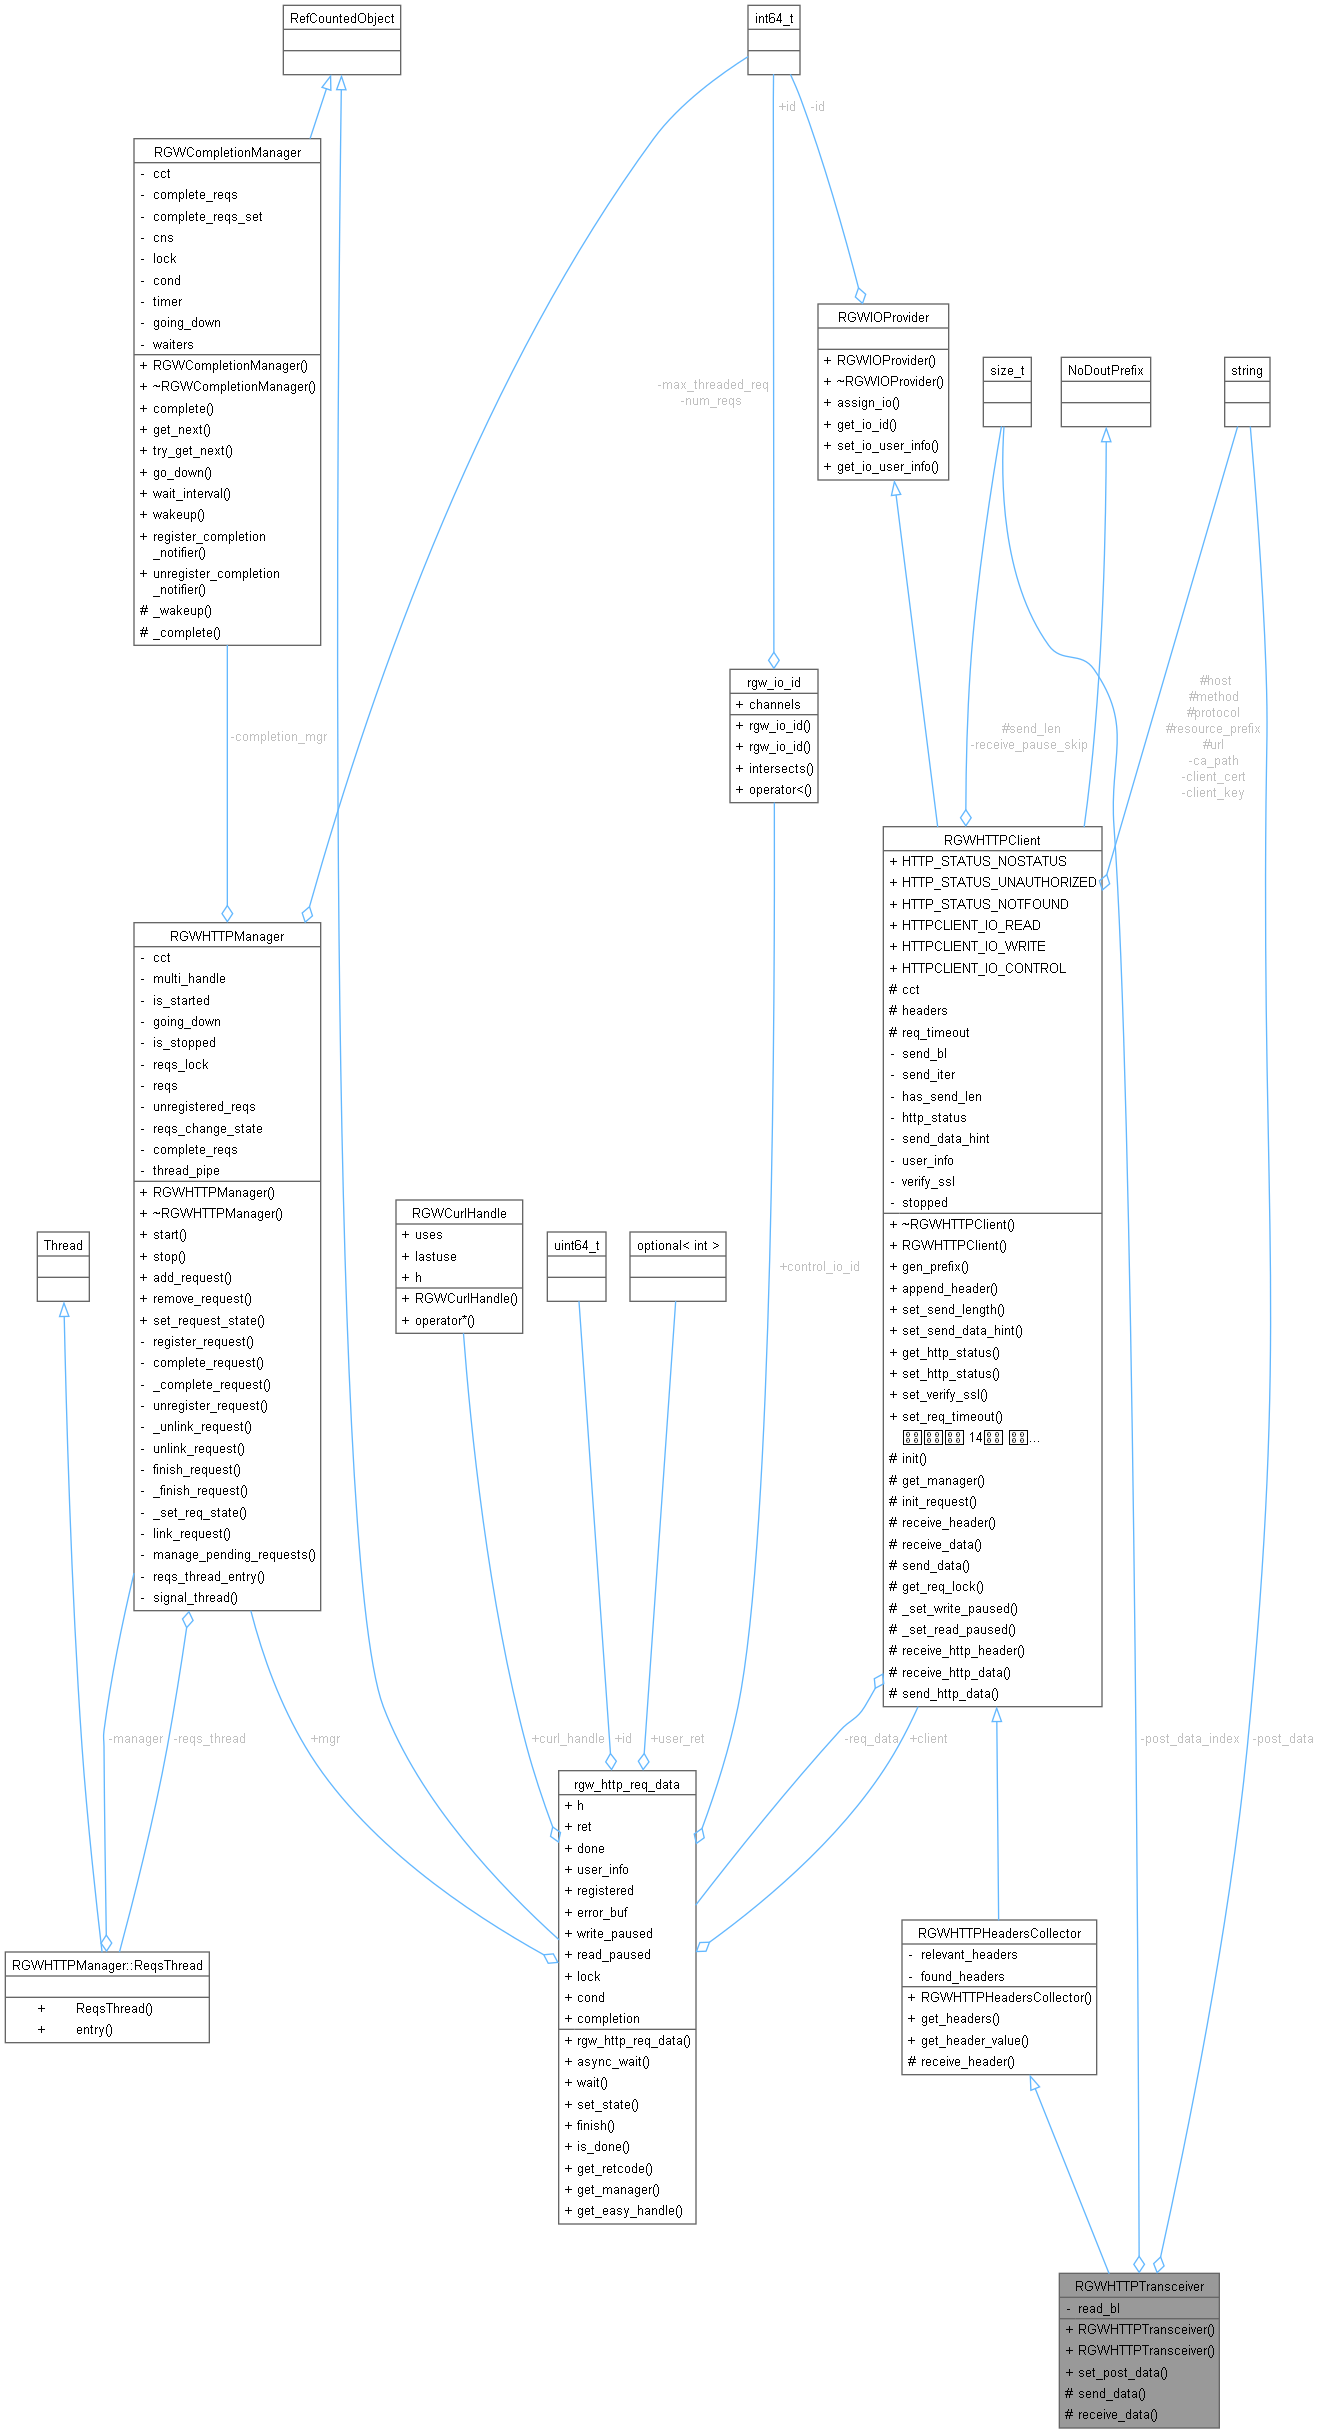 RefCountedObject
int64_t
+id
-id
RGWCompletionManager
- cct
- complete_reqs
- complete_reqs_set
- cns
- lock
- cond
- timer
- going_down
- waiters
+ RGWCompletionManager()
+ ~RGWCompletionManager()
+ complete()
+ get_next()
+ try_get_next()
+ go_down()
+ wait_interval()
+ wakeup()
+ register_completion
_notifier()
+ unregister_completion
_notifier()
# _wakeup()
# _complete()
RGWIOProvider
+ RGWIOProvider()
+ ~RGWIOProvider()
+ assign_io()
+ get_io_id()
+ set_io_user_info()
+ get_io_user_info()
size_t
NoDoutPrefix
string
-max_threaded_req
-num_reqs
rgw_io_id
+ channels
+ rgw_io_id()
+ rgw_io_id()
+ intersects()
+ operator<()
#send_len
-receive_pause_skip
#host
#method
#protocol
#resource_prefix
#url
-ca_path
-client_cert
-client_key
-completion_mgr
RGWHTTPClient
+ HTTP_STATUS_NOSTATUS
+ HTTP_STATUS_UNAUTHORIZED
+ HTTP_STATUS_NOTFOUND
+ HTTPCLIENT_IO_READ
+ HTTPCLIENT_IO_WRITE
+ HTTPCLIENT_IO_CONTROL
# cct
# headers
# req_timeout
- send_bl
- send_iter
- has_send_len
- http_status
- send_data_hint
- user_info
- verify_ssl
- stopped
+ ~RGWHTTPClient()
+ RGWHTTPClient()
+ gen_prefix()
+ append_header()
+ set_send_length()
+ set_send_data_hint()
+ get_http_status()
+ set_http_status()
+ set_verify_ssl()
+ set_req_timeout()
14 ...
# init()
# get_manager()
# init_request()
# receive_header()
# receive_data()
# send_data()
# get_req_lock()
# _set_write_paused()
# _set_read_paused()
# receive_http_header()
# receive_http_data()
# send_http_data()
RGWHTTPManager
- cct
- multi_handle
- is_started
- going_down
- is_stopped
- reqs_lock
- reqs
- unregistered_reqs
- reqs_change_state
- complete_reqs
- thread_pipe
+ RGWHTTPManager()
+ ~RGWHTTPManager()
+ start()
+ stop()
+ add_request()
+ remove_request()
+ set_request_state()
- register_request()
- complete_request()
- _complete_request()
- unregister_request()
- _unlink_request()
- unlink_request()
- finish_request()
- _finish_request()
- _set_req_state()
- link_request()
- manage_pending_requests()
- reqs_thread_entry()
- signal_thread()
Thread
RGWCurlHandle
+ uses
+ lastuse
+ h
+ RGWCurlHandle()
+ operator*()
uint64_t
optional< int >
+control_io_id
-manager
-reqs_thread
+mgr
+curl_handle
+id
+user_ret
-req_data
+client
-post_data_index
-post_data
rgw_http_req_data
+ h
+ ret
+ done
+ user_info
+ registered
+ error_buf
+ write_paused
+ read_paused
+ lock
+ cond
+ completion
+ rgw_http_req_data()
+ async_wait()
+ wait()
+ set_state()
+ finish()
+ is_done()
+ get_retcode()
+ get_manager()
+ get_easy_handle()
RGWHTTPManager::ReqsThread
+ ReqsThread()
+ entry()
RGWHTTPHeadersCollector
- relevant_headers
- found_headers
+ RGWHTTPHeadersCollector()
+ get_headers()
+ get_header_value()
# receive_header()
RGWHTTPTransceiver
- read_bl
+ RGWHTTPTransceiver()
+ RGWHTTPTransceiver()
+ set_post_data()
# send_data()
# receive_data()